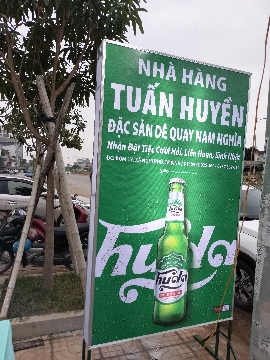 NHÀ HÀNG
TUẤN HUYỀN
ĐẶC SẢN DÊ QUAY NAM NGHĨA
Nhận Đặt Tiệc Cưới Hỏi, Liên Hoan, Sinh Nhật
huda
huda